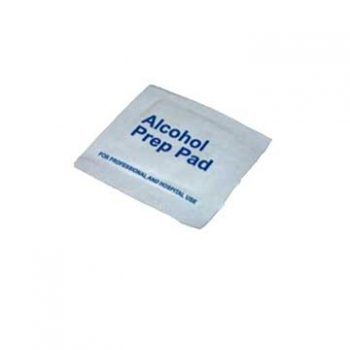 Alcohol
Prep Pad
FOR PROFESSIONAL AND HOSPITAL USE